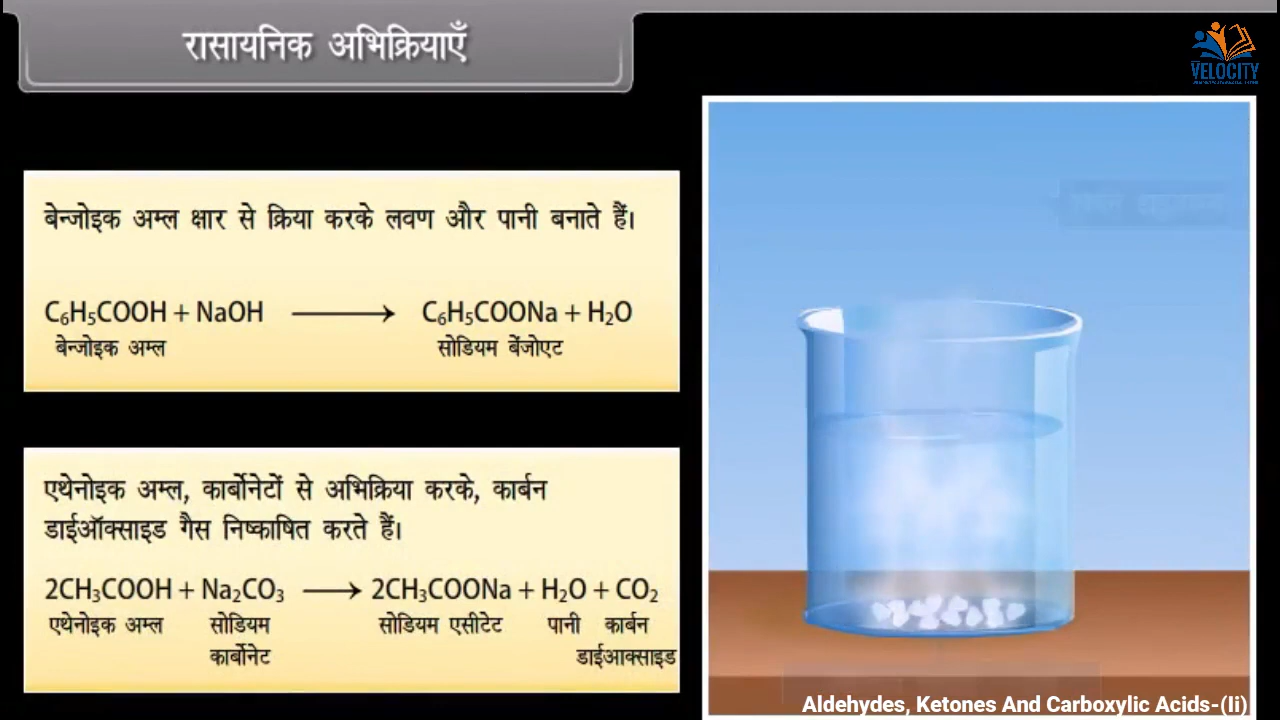 रासायनिक अभिक्रियाएँ
VELOCITY
बेन्जोइक अम्ल क्षार से क्रिया करके लवण और पानी बनाते हैं।
C₆H₅COOH + NaOH ⟶ C₆H₅COONa + H₂O
बेन्जोइक अम्ल सोडियम बेंजोएट
एथेनोइक अम्ल, कार्बोनेटों से अभिक्रिया करके, कार्बन
डाईऑक्साइड गैस निष्काषित करते हैं।
2CH₃COOH + Na₂CO₃ ⟶ 2CH₃COONa + H₂O + CO₂
एथेनोइक अम्ल सोडियम सोडियम एसीटेट पानी कार्बन
कार्बोनेट डाईआक्साइड
Aldehydes, Ketones And Carboxylic Acids-(Ii)